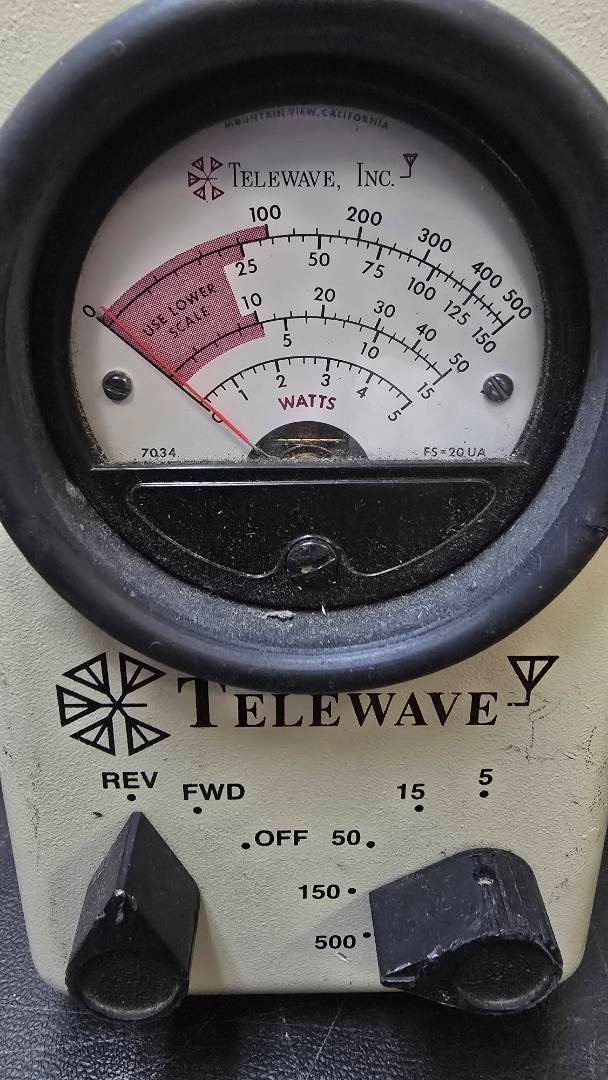 MOUNTAIN VIEW, CALIFORNIA
TELEWAVE, INC.
100 200 300 400 500
0 25 50 75 100 125 150
USE LOWER
SCALE
10 20 30 40 50
5 10 15
0 1 2 3 4 5
WATTS
7034 FS = 20 UA
TELEWAVE
REV FWD 15 5
OFF 50
150
500